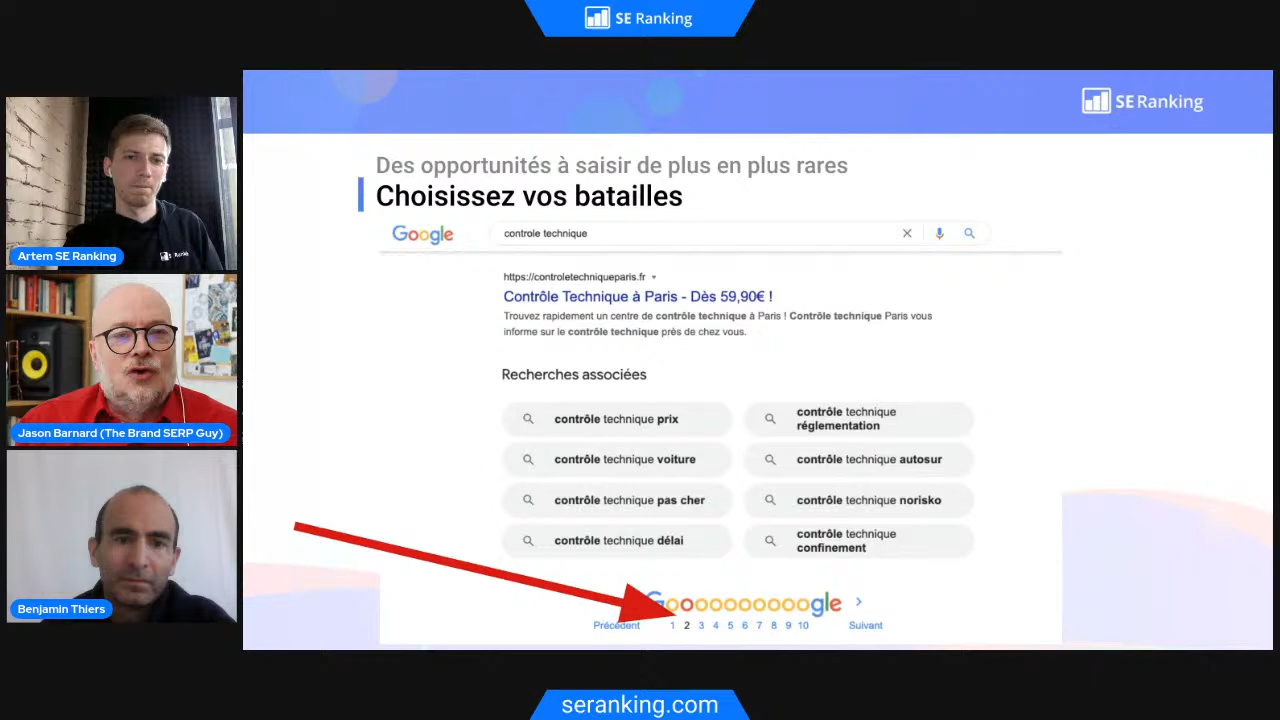 SE Ranking
SE Ranking
Des opportunités à saisir de plus en plus rares
Choisissez vos batailles
Google
controle technique
https://controletechniqueparis.fr
Contrôle Technique à Paris - Dès 59,90€ !
Trouvez rapidement un centre de contrôle technique à Paris ! Contrôle technique Paris vous
informe sur le contrôle technique près de chez vous.
Recherches associées
contrôle technique prix
contrôle technique
réglementation
contrôle technique voiture
contrôle technique autosur
contrôle technique pas cher
contrôle technique norisko
contrôle technique délai
contrôle technique
confinement
Goooooooooogle
Précédent 1 2 3 4 5 6 7 8 9 10 Suivant
Artem SE Ranking
Jason Barnard (The Brand SERP Guy)
Benjamin Thiers
seranking.com